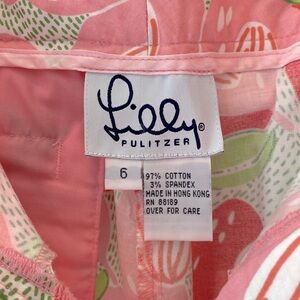 Lilly®
PULITZER
6
97% COTTON
3% SPANDEX
MADE IN HONG KONG
RN 88189
OVER FOR CARE